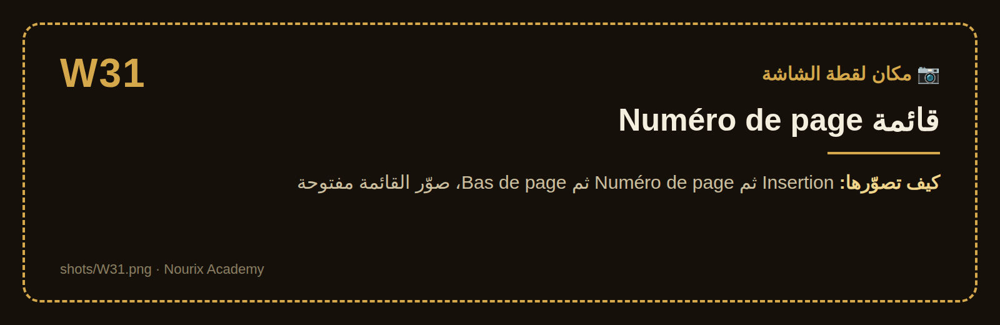 W31
📷 مكان لقطة الشاشة
قائمة Numéro de page
كيف تصوّرها: Insertion ثم Numéro de page ثم Bas de page، صوّر القائمة مفتوحة
shots/W31.png · Nourix Academy